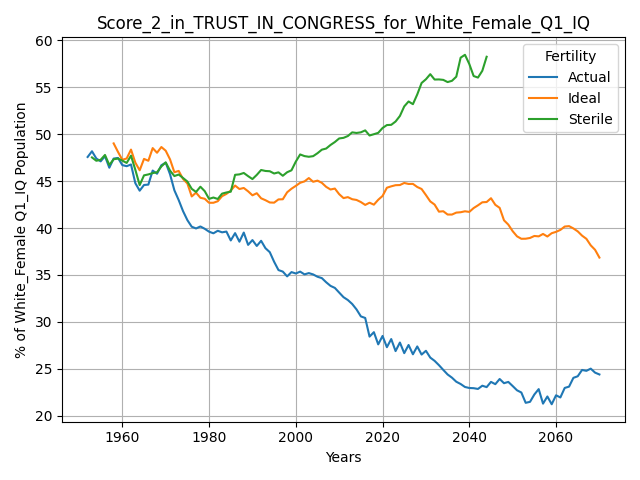 Score_2_in_TRUST_IN_CONGRESS_for_White_Female_Q1_IQ
% of White_Female Q1_IQ Population
60
55
50
45
40
35
30
25
20
Fertility
Actual
Ideal
Sterile
1960
1980
2000
2020
2040
2060
Years